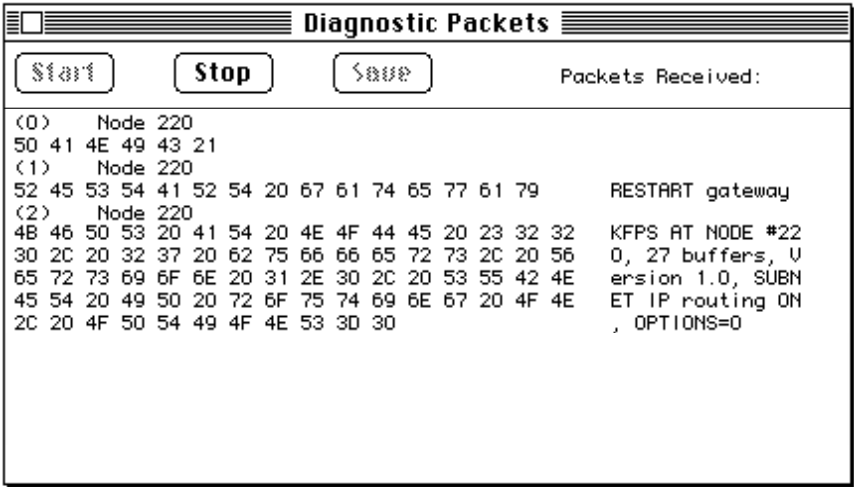 Diagnostic Packets
Start Stop Save Packets Received:
(0) Node 220
50 41 4E 49 43 21
(1) Node 220
52 45 53 54 41 52 54 20 67 61 74 65 77 61 79 RESTART gateway
(2) Node 220
4B 46 50 53 20 41 54 20 4E 4F 44 45 20 23 32 32 KFPS AT NODE #22
30 2C 20 32 37 20 62 75 66 66 65 72 73 2C 20 56 0, 27 buffers, V
65 72 73 69 6F 6E 20 31 2E 30 2C 20 53 55 42 4E ersion 1.0, SUBN
45 54 20 49 50 20 72 6F 75 74 69 6E 67 20 4F 4E ET IP routing ON
2C 20 4F 50 54 49 4F 4E 53 3D 30 , OPTIONS=0